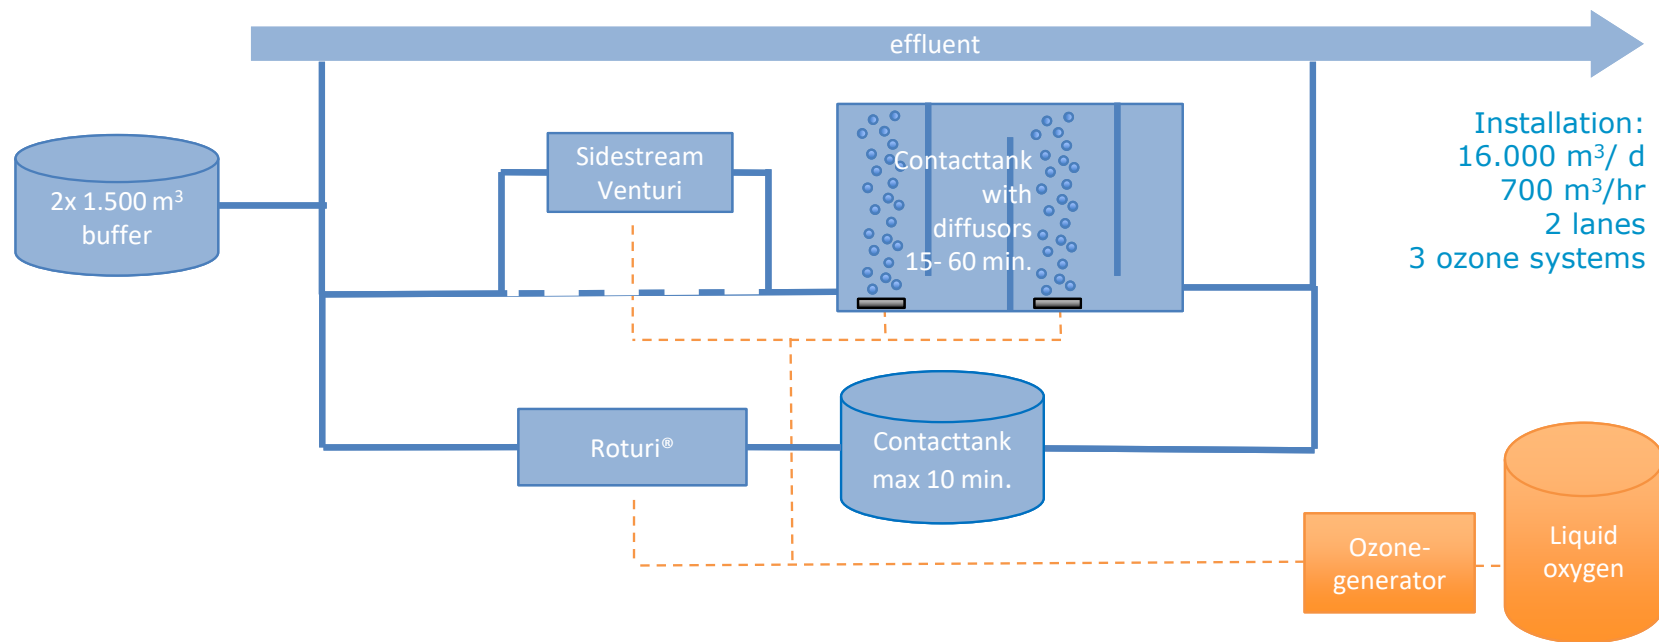 effluent
2x 1.500 m³
buffer
Sidestream
Venturi
Contacttank
with
diffusors
15- 60 min.
Installation:
16.000 m³/ d
700 m³/hr
2 lanes
3 ozone systems
Roturi®
Contacttank
max 10 min.
Ozone-
generator
Liquid
oxygen